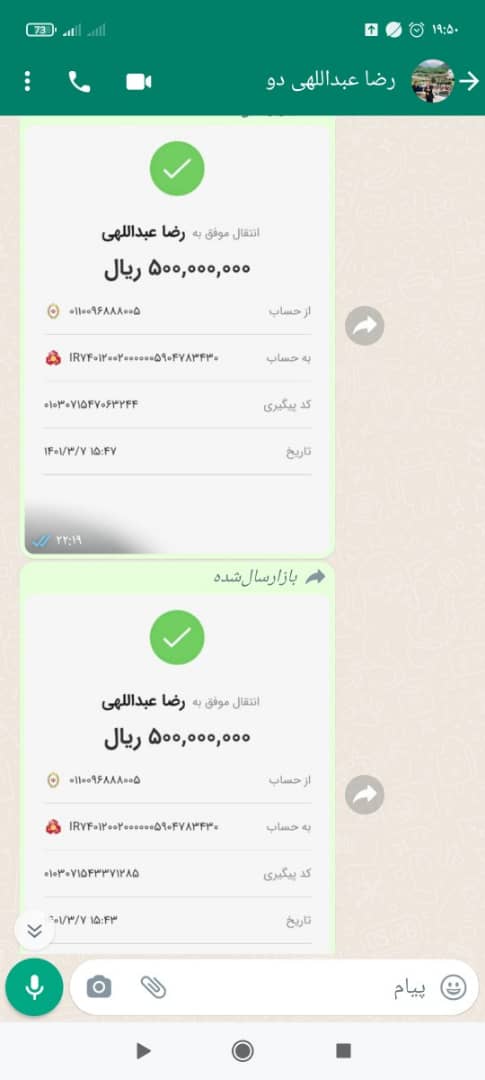 73
۱۹:۵۰
رضا عبداللهی دو
انتقال موفق به رضا عبداللهی
۵۰۰,۰۰۰,۰۰۰ ریال
از حساب ۰۱۱۰۰۹۶۸۸۸۰۰۵
به حساب IR۷۴۰۱۲۰۰۲۰۰۰۰۰۰۵۹۰۴۷۸۳۴۳۰
کد پیگیری ۰۱۰۳۰۷۱۵۴۷۰۶۳۲۴۴
تاریخ ۱۴۰۱/۳/۷ ۱۵:۴۷
۲۲:۱۹
بازارسال‌شده
انتقال موفق به رضا عبداللهی
۵۰۰,۰۰۰,۰۰۰ ریال
از حساب ۰۱۱۰۰۹۶۸۸۸۰۰۵
به حساب IR۷۴۰۱۲۰۰۲۰۰۰۰۰۰۵۹۰۴۷۸۳۴۳۰
کد پیگیری ۰۱۰۳۰۷۱۵۴۳۳۷۱۲۸۵
تاریخ ۰۱/۳/۷ ۱۵:۴۳
پیام